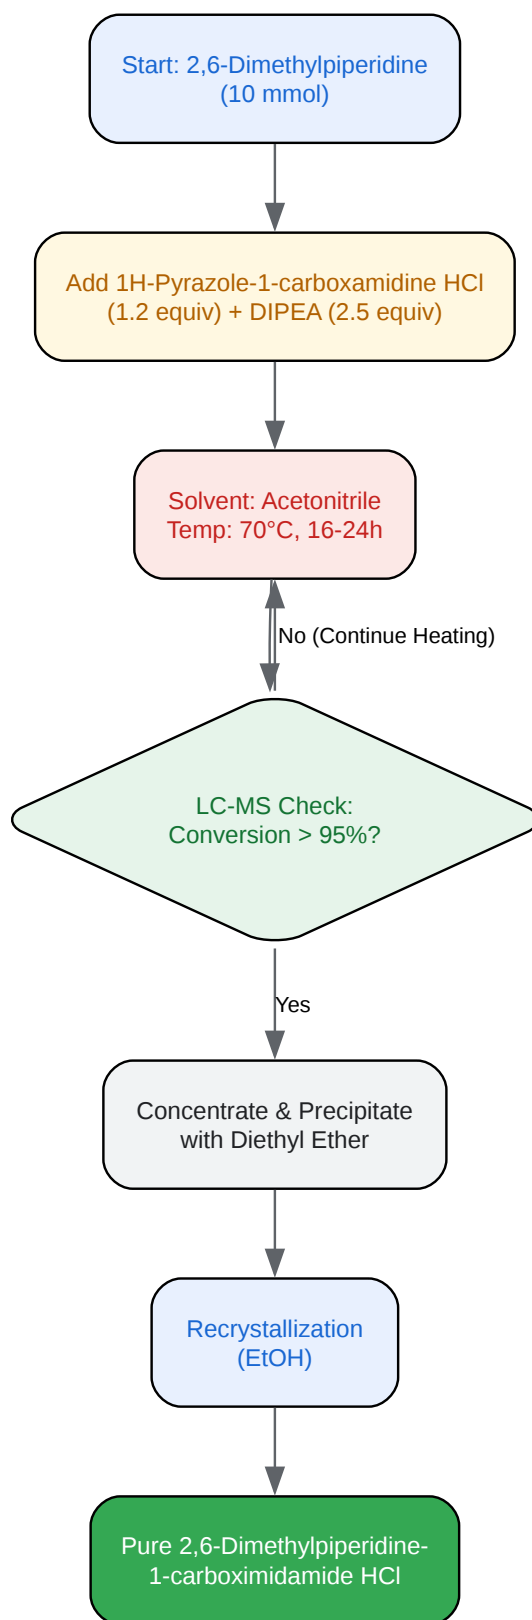 Start: 2,6-Dimethylpiperidine
(10 mmol)
Add 1H-Pyrazole-1-carboxamidine HCl
(1.2 equiv) + DIPEA (2.5 equiv)
Solvent: Acetonitrile
Temp: 70°C, 16-24h
No (Continue Heating)
LC-MS Check:
Conversion > 95%?
Yes
Concentrate & Precipitate
with Diethyl Ether
Recrystallization
(EtOH)
Pure 2,6-Dimethylpiperidine-
1-carboximidamide HCl